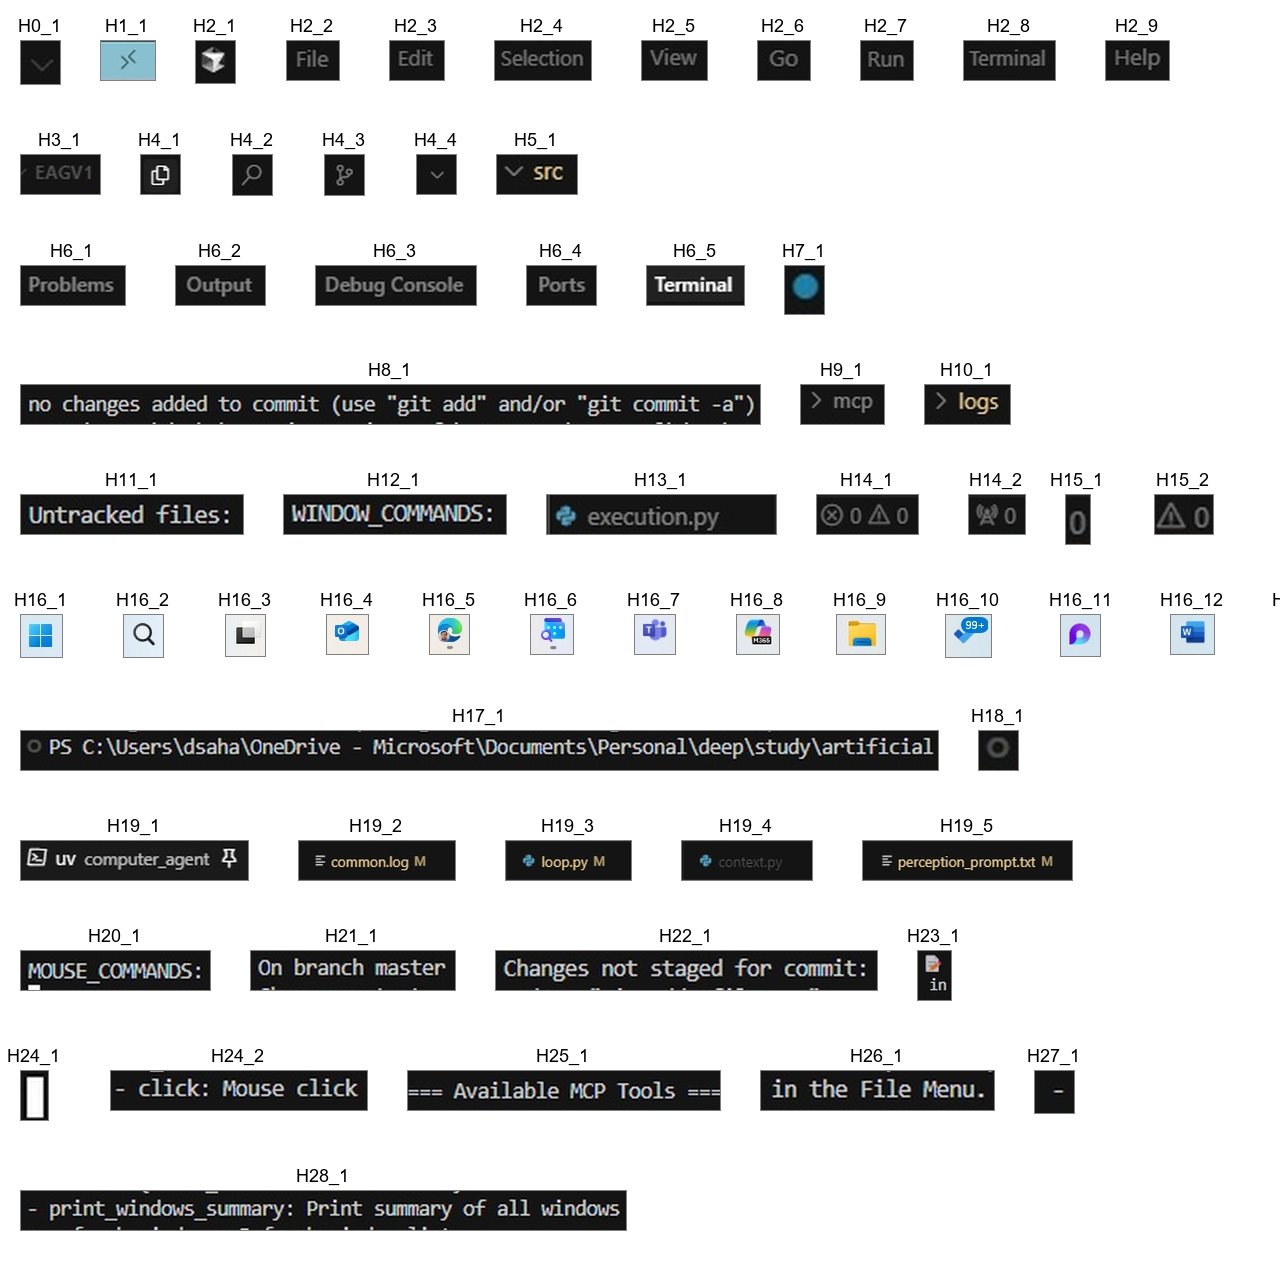 H0_1 H1_1 H2_1 H2_2 H2_3 H2_4 H2_5 H2_6 H2_7 H2_8 H2_9
File Edit Selection View Go Run Terminal Help
H3_1 H4_1 H4_2 H4_3 H4_4 H5_1
EAGV1 src
H6_1 H6_2 H6_3 H6_4 H6_5 H7_1
Problems Output Debug Console Ports Terminal
H8_1 H9_1 H10_1
no changes added to commit (use "git add" and/or "git commit -a") > mcp > logs
H11_1 H12_1 H13_1 H14_1 H14_2 H15_1 H15_2
Untracked files: WINDOW_COMMANDS: execution.py 0 0 0 0 0
H16_1 H16_2 H16_3 H16_4 H16_5 H16_6 H16_7 H16_8 H16_9 H16_10 H16_11 H16_12 H
M365 99+ W
H17_1 H18_1
PS C:\Users\dsaha\OneDrive - Microsoft\Documents\Personal\deep\study\artificial
H19_1 H19_2 H19_3 H19_4 H19_5
uv computer_agent common.log M loop.py M context.py perception_prompt.txt M
H20_1 H21_1 H22_1 H23_1
MOUSE_COMMANDS: On branch master Changes not staged for commit: in
H24_1 H24_2 H25_1 H26_1 H27_1
- click: Mouse click === Available MCP Tools === in the File Menu. -
H28_1
- print_windows_summary: Print summary of all windows